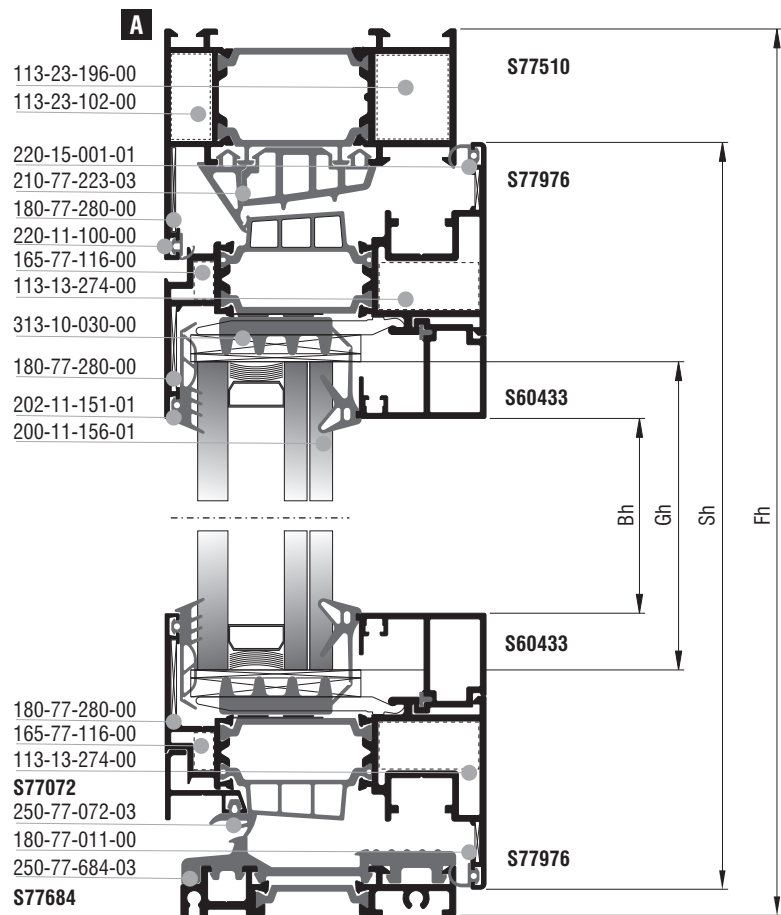 A
113-23-196-00
113-23-102-00
220-15-001-01
210-77-223-03
180-77-280-00
220-11-100-00
165-77-116-00
113-13-274-00
313-10-030-00
180-77-280-00
202-11-151-01
200-11-156-01
180-77-280-00
165-77-116-00
113-13-274-00
S77072
250-77-072-03
180-77-011-00
250-77-684-03
S77684
S77510
S77976
S60433
S60433
S77976
Bh
Gh
Sh
Fh